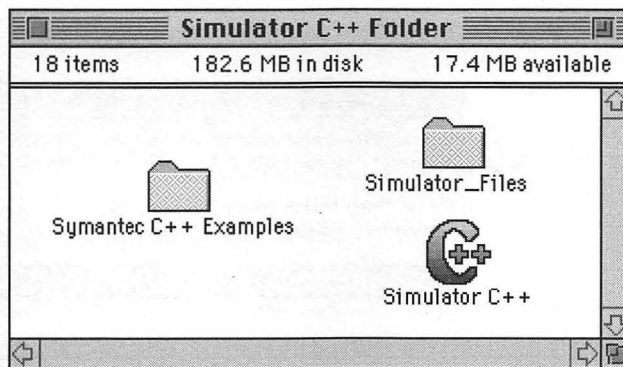 Simulator C++ Folder
18 items 182.6 MB in disk 17.4 MB available
Simulator_Files
Symantec C++ Examples
C++
Simulator C++